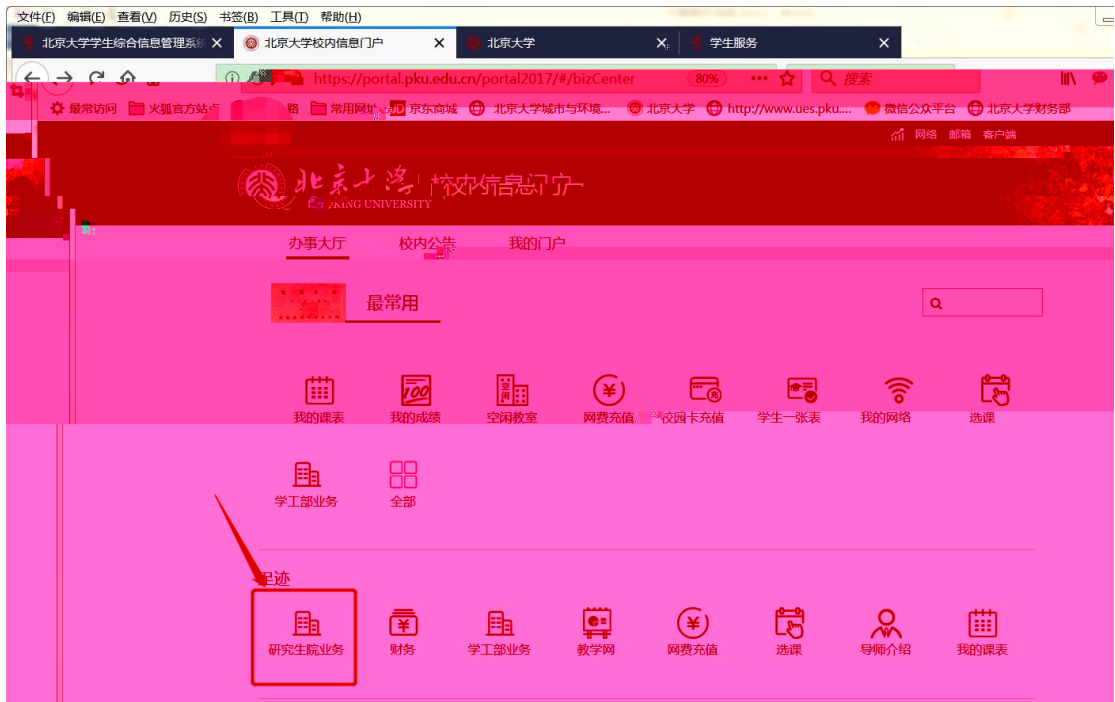 文件(F) 编辑(E) 查看(V) 历史(S) 书签(B) 工具(T) 帮助(H)
北京大学学生综合信息管理系统 北京大学校内信息门户 北京大学 学生服务
https://portal.pku.edu.cn/portal2017/#/bizCenter 80% 搜索
最常访问 火狐官方站点 常用网址 JD 京东商城 北京大学城市与环境... 北京大学 http://www.ues.pku.... 微信公众平台 北京大学财务部
网络 邮箱 客户端
北京大学 校内信息门户
PEKING UNIVERSITY
办事大厅 校内公告 我的门户
最常用
100 空闲
我的课表 我的成绩 空闲教室 网费充值 校园卡充值 学生一张表 我的网络 选课
学工部业务 全部
足迹
研究生院业务 财务 学工部业务 教学网 网费充值 选课 导师介绍 我的课表